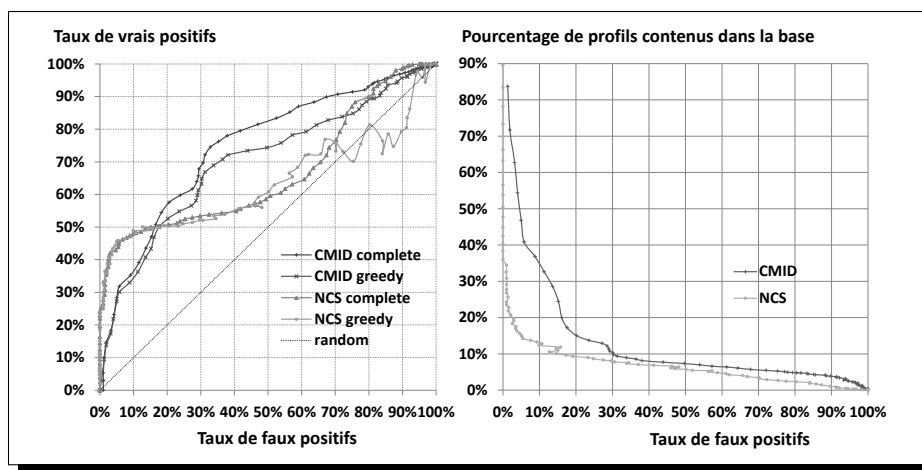 Taux de vrais positifs
100%
90%
80%
70%
60%
50%
40%
30%
20%
10%
0%
CMID complete
CMID greedy
NCS complete
NCS greedy
random
0% 10% 20% 30% 40% 50% 60% 70% 80% 90% 100%
Taux de faux positifs
Pourcentage de profils contenus dans la base
90%
80%
70%
60%
50%
40%
30%
20%
10%
0%
CMID
NCS
0% 10% 20% 30% 40% 50% 60% 70% 80% 90% 100%
Taux de faux positifs